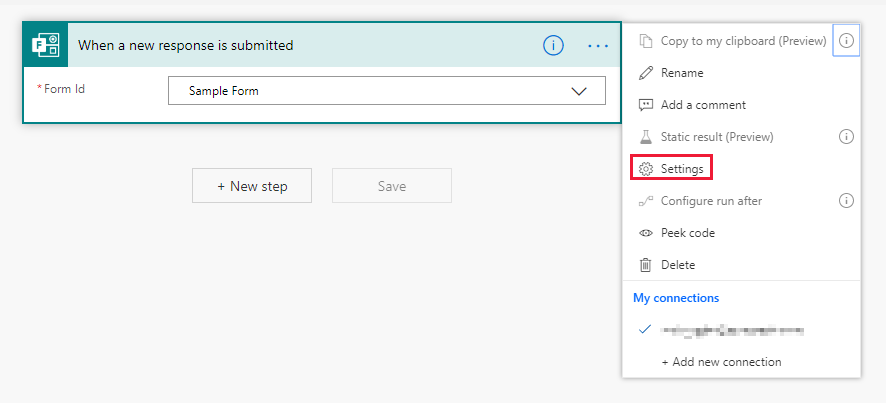 When a new response is submitted
* Form Id
Sample Form
+ New step
Save
Copy to my clipboard (Preview)
Rename
Add a comment
Static result (Preview)
Settings
Configure run after
Peek code
Delete
My connections
+ Add new connection